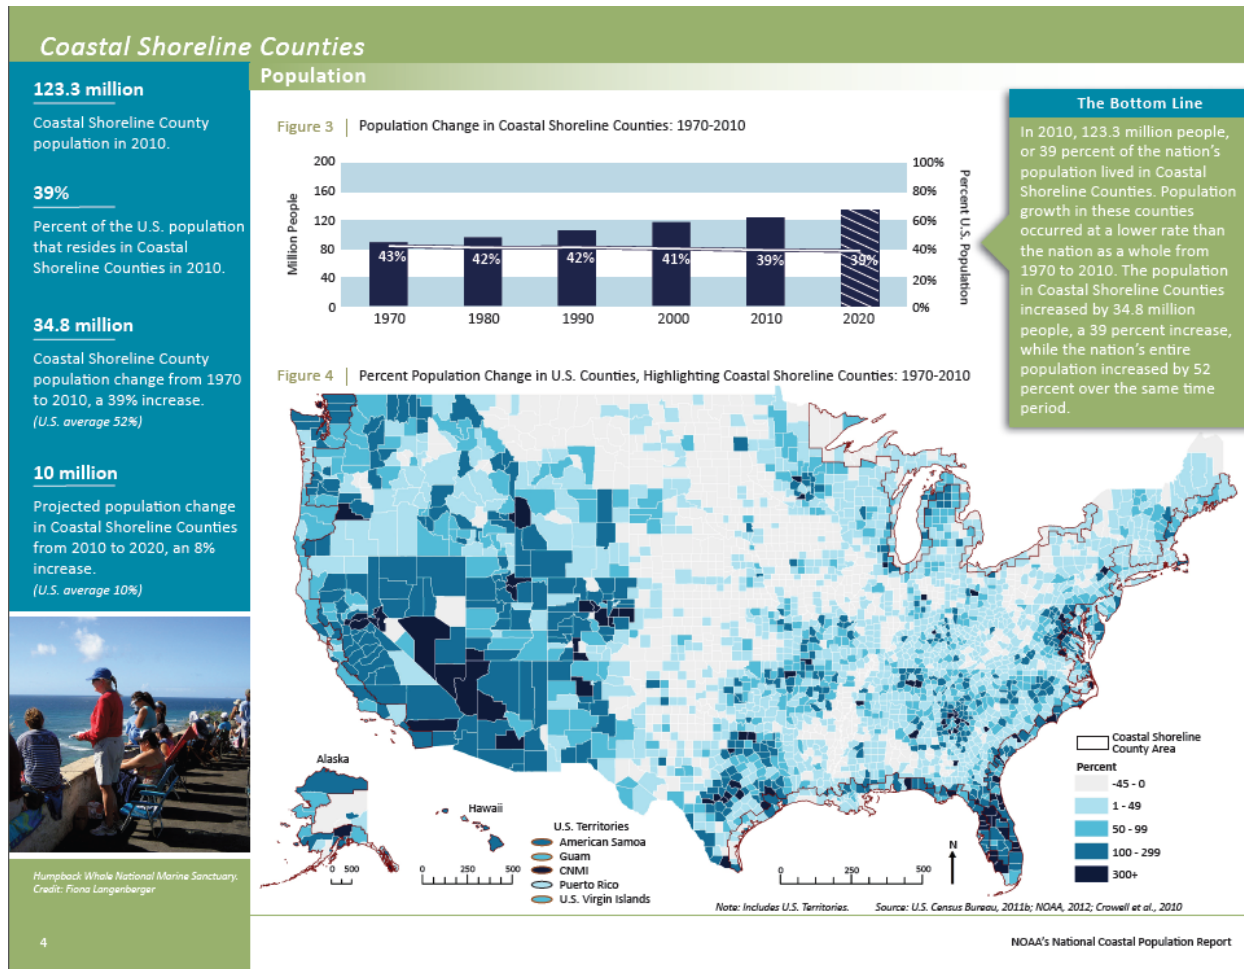 Coastal Shoreline Counties
123.3 million
Coastal Shoreline County
population in 2010.
39%
Percent of the U.S. population
that resides in Coastal
Shoreline Counties in 2010.
34.8 million
Coastal Shoreline County
population change from 1970
to 2010, a 39% increase.
(U.S. average 52%)
10 million
Projected population change
in Coastal Shoreline Counties
from 2010 to 2020, an 8%
increase.
(U.S. average 10%)
Humpback Whale National Marine Sanctuary.
Credit: Fiona Langenberger
4
Population
Figure 3 | Population Change in Coastal Shoreline Counties: 1970-2010
Million People
200
160
120
80
40
0
43%
42%
42%
41%
39%
39%
1970
1980
1990
2000
2010
2020
100%
80%
60%
40%
20%
0%
Percent U.S. Population
The Bottom Line
In 2010, 123.3 million people,
or 39 percent of the nation's
population lived in Coastal
Shoreline Counties. Population
growth in these counties
occurred at a lower rate than
the nation as a whole from
1970 to 2010. The population
in Coastal Shoreline Counties
increased by 34.8 million
people, a 39 percent increase,
while the nation's entire
population increased by 52
percent over the same time
period.
Figure 4 | Percent Population Change in U.S. Counties, Highlighting Coastal Shoreline Counties: 1970-2010
Alaska
0 500
Hawaii
0 250 500
U.S. Territories
American Samoa
Guam
CNMI
Puerto Rico
U.S. Virgin Islands
0 250 500
N
Coastal Shoreline
County Area
Percent
-45 - 0
1 - 49
50 - 99
100 - 299
300+
Note: Includes U.S. Territories. Source: U.S. Census Bureau, 2011b; NOAA, 2012; Crowell et al., 2010
NOAA's National Coastal Population Report